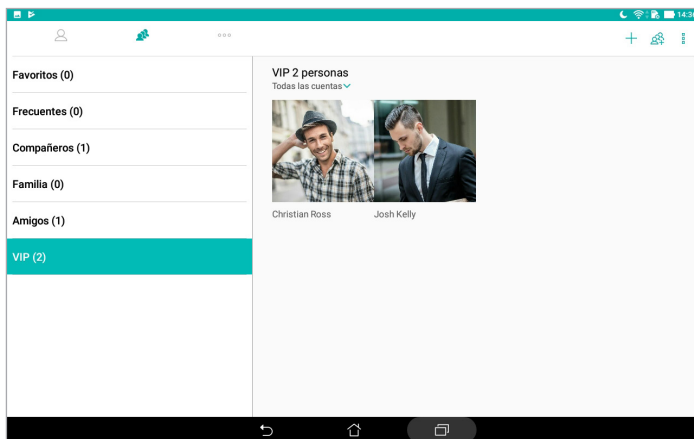 14:36
Favoritos (0)
Frecuentes (0)
Compañeros (1)
Familia (0)
Amigos (1)
VIP (2)
VIP 2 personas
Todas las cuentas
Christian Ross
Josh Kelly